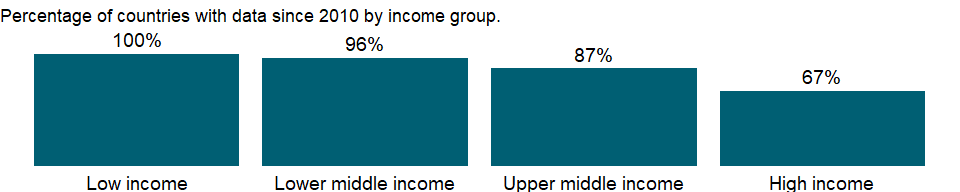 Percentage of countries with data since 2010 by income group.
100%
96%
87%
67%
Low income
Lower middle income
Upper middle income
High income